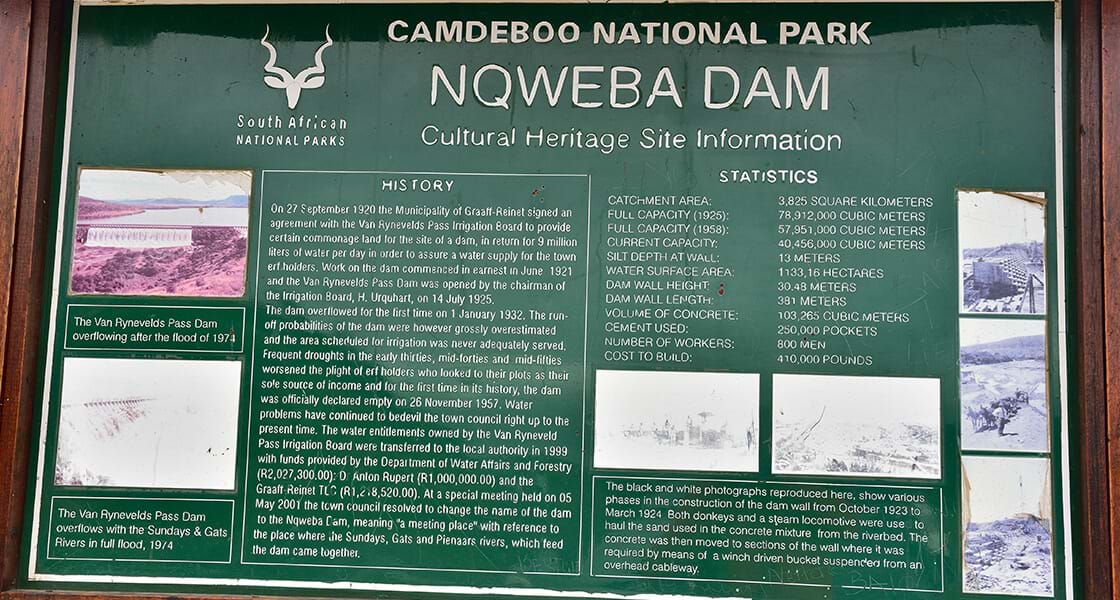 CAMDEBOO NATIONAL PARK
NQWEBA DAM
Cultural Heritage Site Information
South African
NATIONAL PARKS
HISTORY
On 27 September 1920 the Municipality of Graaff-Reinet signed an
agreement with the Van Rynevelds Pass Irrigation Board to provide
certain commonage land for the site of a dam, in return for 9 million
liters of water per day in order to assure a water supply for the town
erf holders. Work on the dam commenced in earnest in June 1921
and the Van Rynevelds Pass Dam was opened by the chairman of
the Irrigation Board, H. Urquhart, on 14 July 1925.
The dam overflowed for the first time on 1 January 1932. The run-
off probabilities of the dam were however grossly overestimated
and the area scheduled for irrigation was never adequately served.
Frequent droughts in the early thirties, mid-forties and mid-fifties
worsened the plight of erf holders who looked to their plots as their
sole source of income and for the first time in its history, the dam
was officially declared empty on 26 November 1957. Water
problems have continued to bedevil the town council right up to the
present time. The water entitlements owned by the Van Ryneveld
Pass Irrigation Board were transferred to the local authority in 1999
with funds provided by the Department of Water Affairs and Forestry
(R2,027,300.00): D. Anton Rupert (R1,000,000.00) and the
Graaff-Reinet TLC At a special meeting held on 05
May 2001 the town council resolved to change the name of the dam
to the Nqweba Dam, meaning "a meeting place" with reference to
the place where the Sundays, Gats and Pienaars rivers, which feed
the dam came together.
STATISTICS
CATCHMENT AREA: 3,825 SQUARE KILOMETERS
FULL CAPACITY (1925): 78,912,000 CUBIC METERS
FULL CAPACITY (1958): 57,951,000 CUBIC METERS
CURRENT CAPACITY: 40,456,000 CUBIC METERS
SILT DEPTH AT WALL: 13 METERS
WATER SURFACE AREA: 1133,16 HECTARES
DAM WALL HEIGHT: 30.48 METERS
DAM WALL LENGTH: 381 METERS
VOLUME OF CONCRETE: 103,265 CUBIC METERS
CEMENT USED: 250,000 POCKETS
NUMBER OF WORKERS: 800 MEN
COST TO BUILD: 410,000 POUNDS
The Van Rynevelds Pass Dam
overflowing after the flood of 1974
The Van Rynevelds Pass Dam
overflows with the Sundays & Gats
Rivers in full flood, 1974
The black and white photographs reproduced here, show various
phases in the construction of the dam wall from October 1923 to
March 1924. Both donkeys and a steam locomotive were used to
haul the sand used in the concrete mixture from the riverbed. The
concrete was then moved to sections of the wall where it was
required by means of a winch driven bucket suspended from an
overhead cableway.